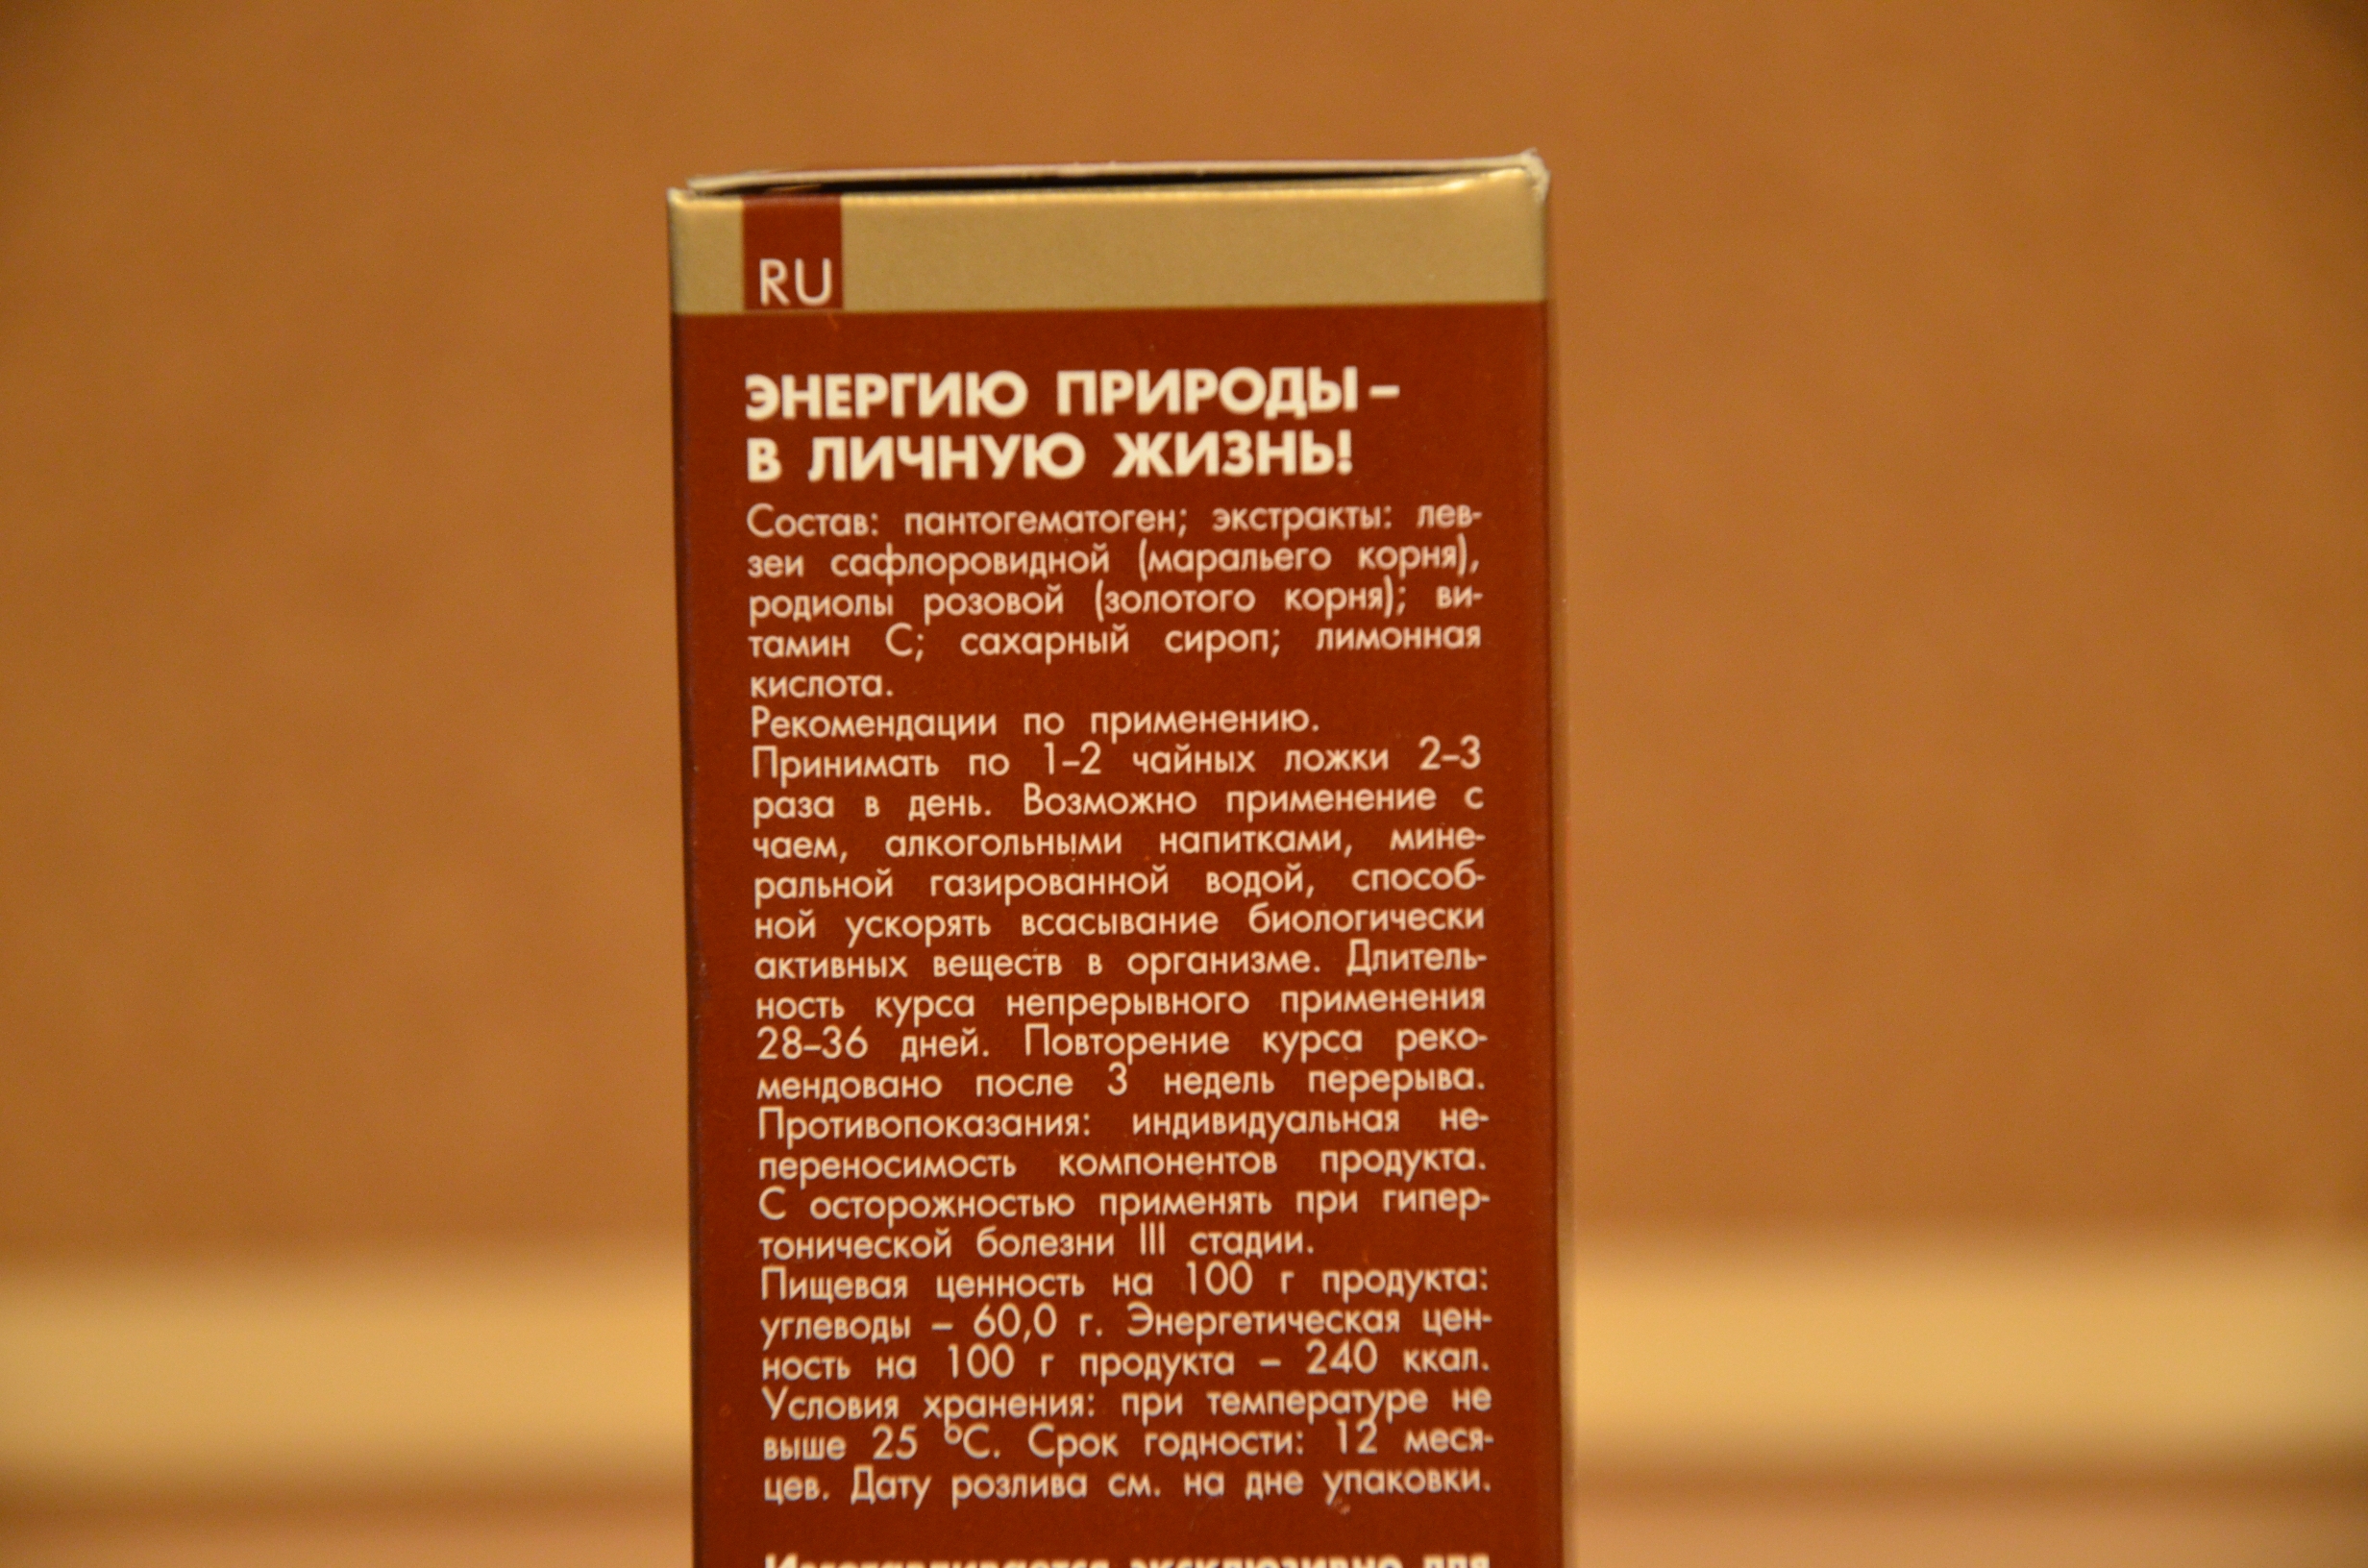 RU
ЭНЕРГИЮ ПРИРОДЫ –
В ЛИЧНУЮ ЖИЗНЬ!
Состав: пантогематоген; экстракты: лев-
зеи сафлоровидной (маральего корня),
родиолы розовой (золотого корня); ви-
тамин С; сахарный сироп; лимонная
кислота.
Рекомендации по применению.
Принимать по 1–2 чайных ложки 2–3
раза в день. Возможно применение с
чаем, алкогольными напитками, мине-
ральной газированной водой, способ-
ной ускорять всасывание биологически
активных веществ в организме. Длитель-
ность курса непрерывного применения
28–36 дней. Повторение курса реко-
мендовано после 3 недель перерыва.
Противопоказания: индивидуальная не-
переносимость компонентов продукта.
С осторожностью применять при гипер-
тонической болезни III стадии.
Пищевая ценность на 100 г продукта:
углеводы – 60,0 г. Энергетическая цен-
ность на 100 г продукта – 240 ккал.
Условия хранения: при температуре не
выше 25 °С. Срок годности: 12 меся-
цев. Дату розлива см. на дне упаковки.
Изготавливается эксклюзивно для